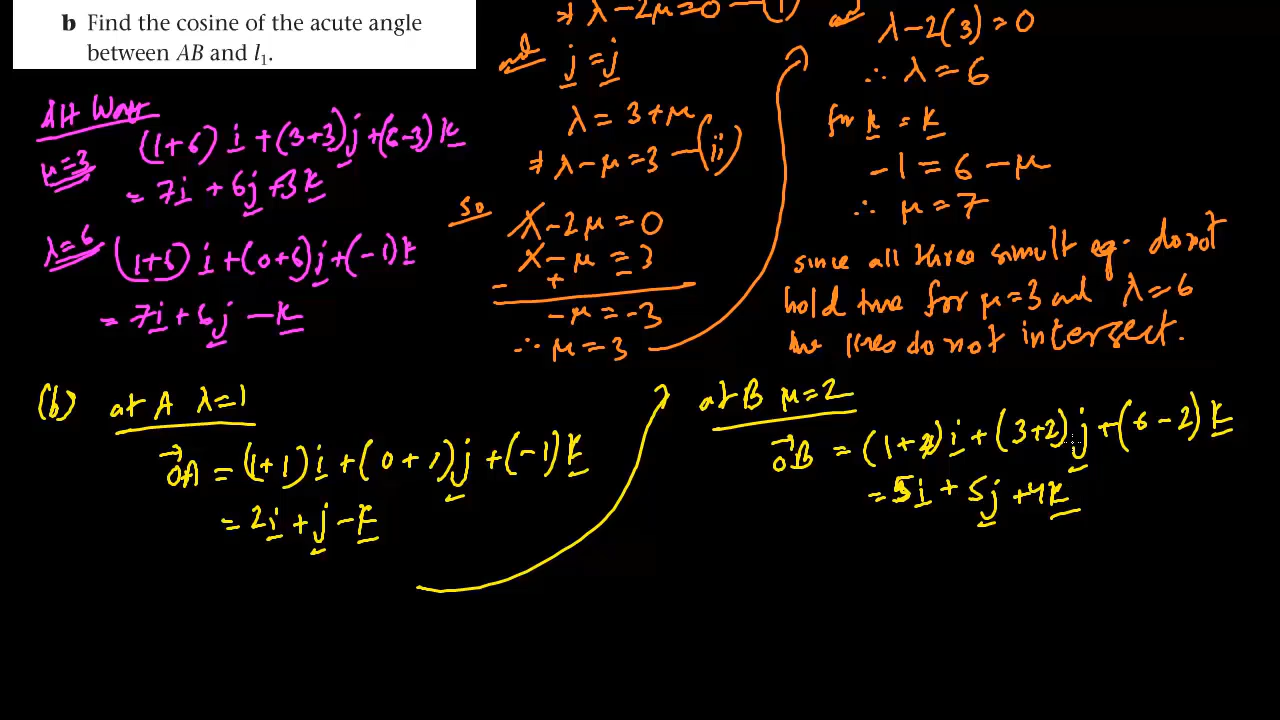 b Find the cosine of the acute angle
between AB and l₁.
Alt Way
μ=3 (1+6)i+(3+3)j+(6-3)k
= 7i + 6j +3k
λ=6 (1+6)i+(0+6)j+(-1)k
= 7i + 6j - k
⇒ λ-2μ=0 —(i)
and j = j
λ = 3+μ
⇒ λ-μ=3 —(ii)
so λ-2μ=0
λ-μ=3
- +
-μ=-3
∴ μ=3
and
λ-2(3)=0
∴ λ=6
for k = k
-1 = 6-μ
∴ μ=7
since all three simult eq. do not
hold true for μ=3 and λ=6
the lines do not intersect.
(b) at A λ=1
OA = (1+1)i+(0+1)j+(-1)k
= 2i + j - k
at B μ=2
OB = (1+4)i+(3+2)j+(6-2)k
= 5i + 5j +4k